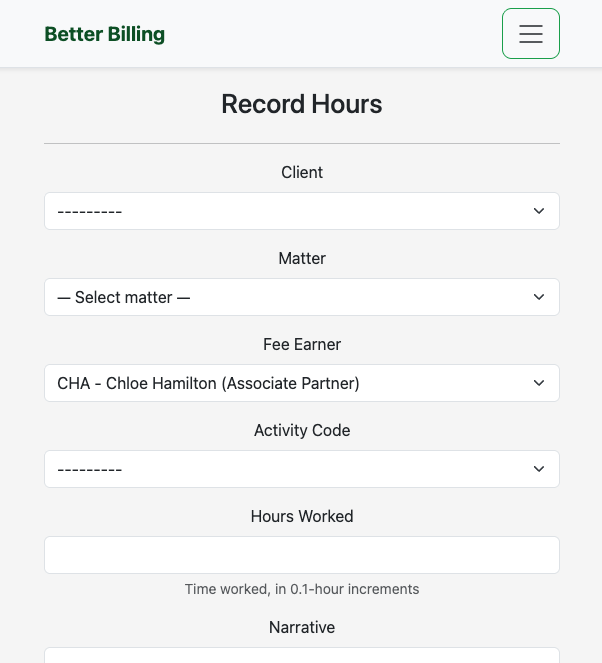 Better Billing
Record Hours
Client
---------
Matter
— Select matter —
Fee Earner
CHA - Chloe Hamilton (Associate Partner)
Activity Code
---------
Hours Worked
Time worked, in 0.1-hour increments
Narrative